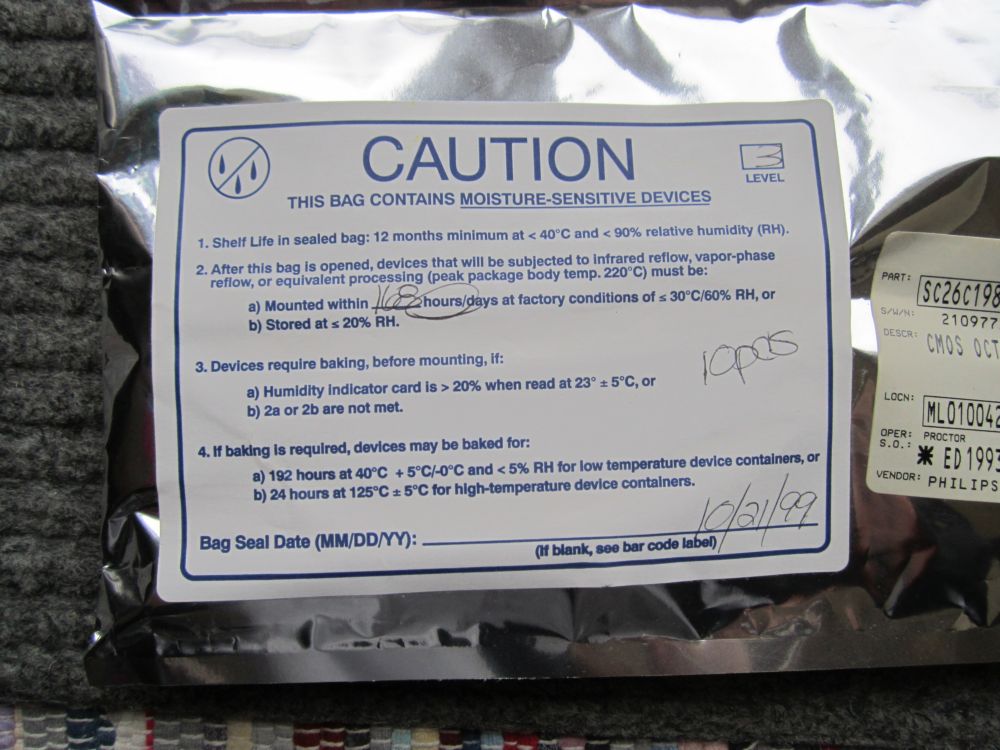 CAUTION
3
LEVEL
THIS BAG CONTAINS MOISTURE-SENSITIVE DEVICES
1. Shelf Life in sealed bag: 12 months minimum at < 40°C and < 90% relative humidity (RH).
2. After this bag is opened, devices that will be subjected to infrared reflow, vapor-phase
reflow, or equivalent processing (peak package body temp. 220°C) must be:
a) Mounted within 168 hours/days at factory conditions of ≤ 30°C/60% RH, or
b) Stored at ≤ 20% RH.
3. Devices require baking, before mounting, if:
10pcs
a) Humidity indicator card is > 20% when read at 23° ± 5°C, or
b) 2a or 2b are not met.
4. If baking is required, devices may be baked for:
a) 192 hours at 40°C + 5°C/-0°C and < 5% RH for low temperature device containers, or
b) 24 hours at 125°C ± 5°C for high-temperature device containers.
Bag Seal Date (MM/DD/YY): 10/21/99
(If blank, see bar code label)
PART: SC26C198
S/W/N: 210977
DESCR: CMOS OCT
LOCN: ML010042
OPER: PROCTOR
S.O.: * ED1993
VENDOR: PHILIPS